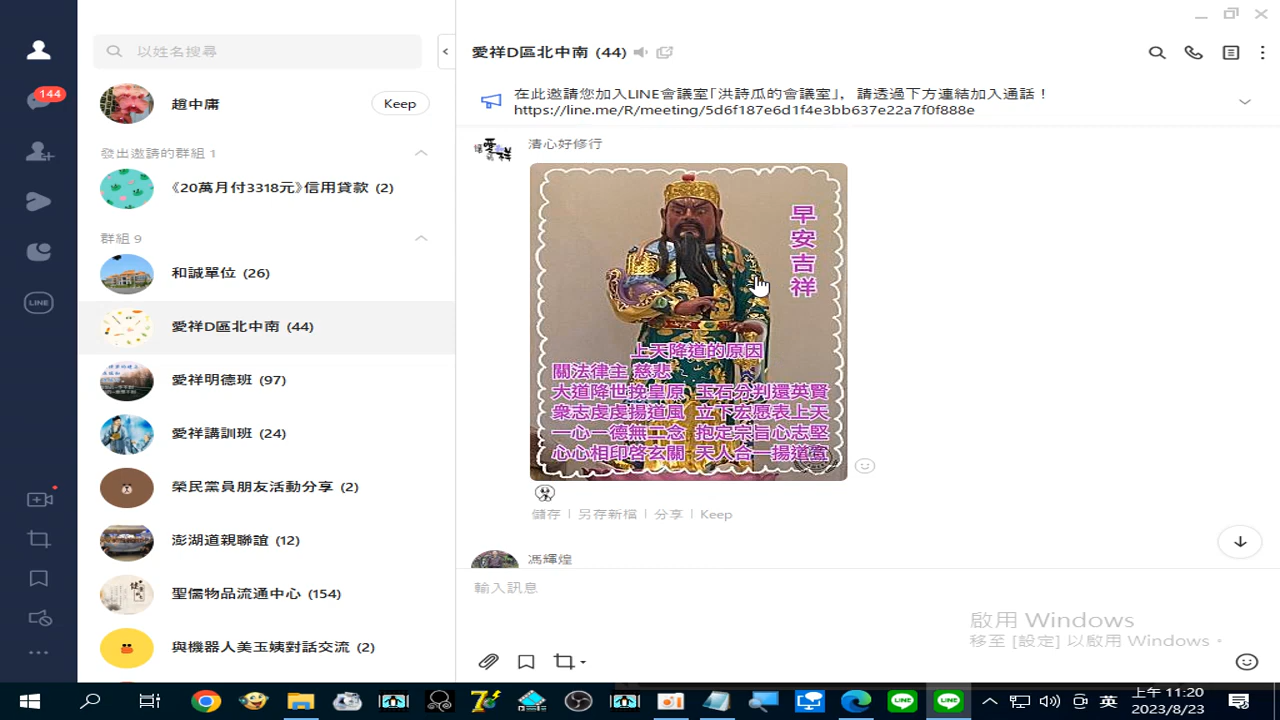 144
以姓名搜尋
趙中庸
Keep
發出邀請的群組 1
《20萬月付3318元》信用貸款 (2)
群組 9
和誠單位 (26)
愛祥D區北中南 (44)
愛祥明德班 (97)
愛祥講訓班 (24)
榮民黨員朋友活動分享 (2)
澎湖道親聯誼 (12)
聖儒物品流通中心 (154)
與機器人美玉姨對話交流 (2)
LINE
愛祥D區北中南 (44)
在此邀請您加入LINE會議室「洪詩瓜的會議室」，請透過下方連結加入通話！
https://line.me/R/meeting/5d6f187e6d1f4e3bb637e22a7f0f888e
清心好修行
早安吉祥
上天降道的原因
關法律主 慈悲
大道降世挽皇原 玉石分判還英賢
衆志虔虔揚道風 立下宏愿表上天
一心一德無二念 抱定宗旨心志堅
心心相印啓玄關 天人合一揚道
儲存 | 另存新檔 | 分享 | Keep
馮輝煌
輸入訊息
啟用 Windows
移至 [設定] 以啟用 Windows。
英
上午 11:20
2023/8/23